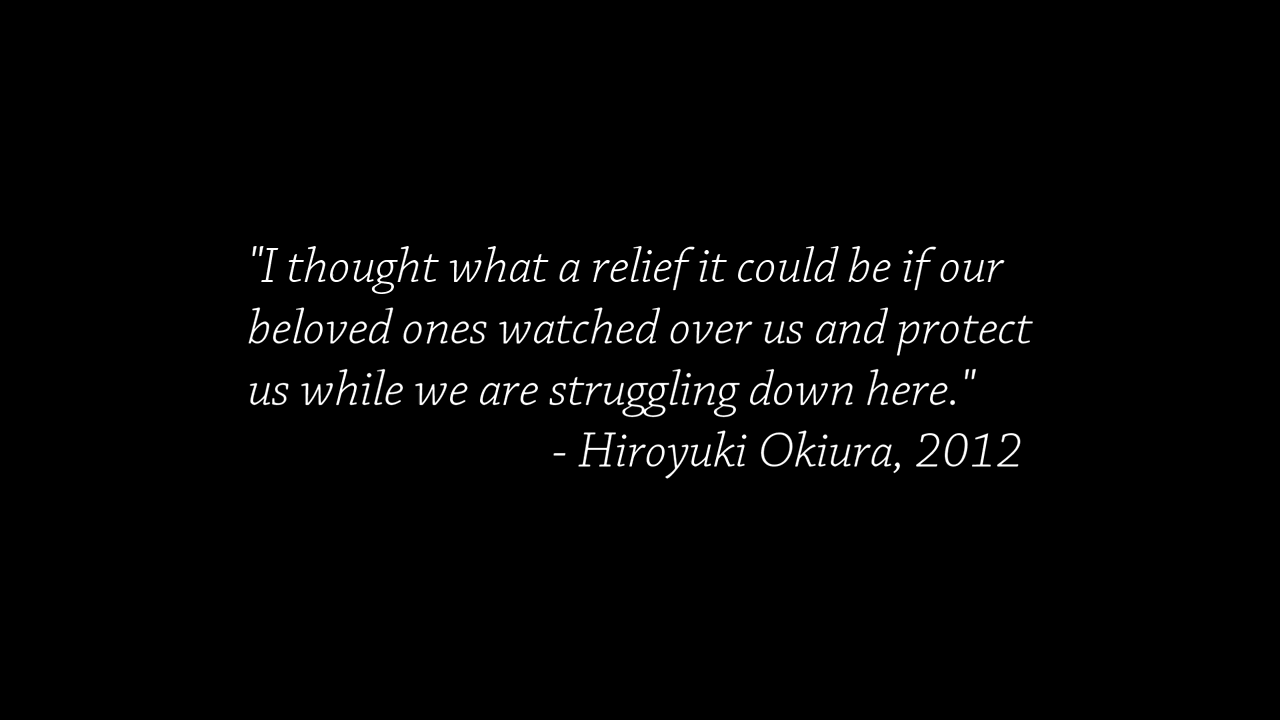 "I thought what a relief it could be if our
beloved ones watched over us and protect
us while we are struggling down here."
- Hiroyuki Okiura, 2012